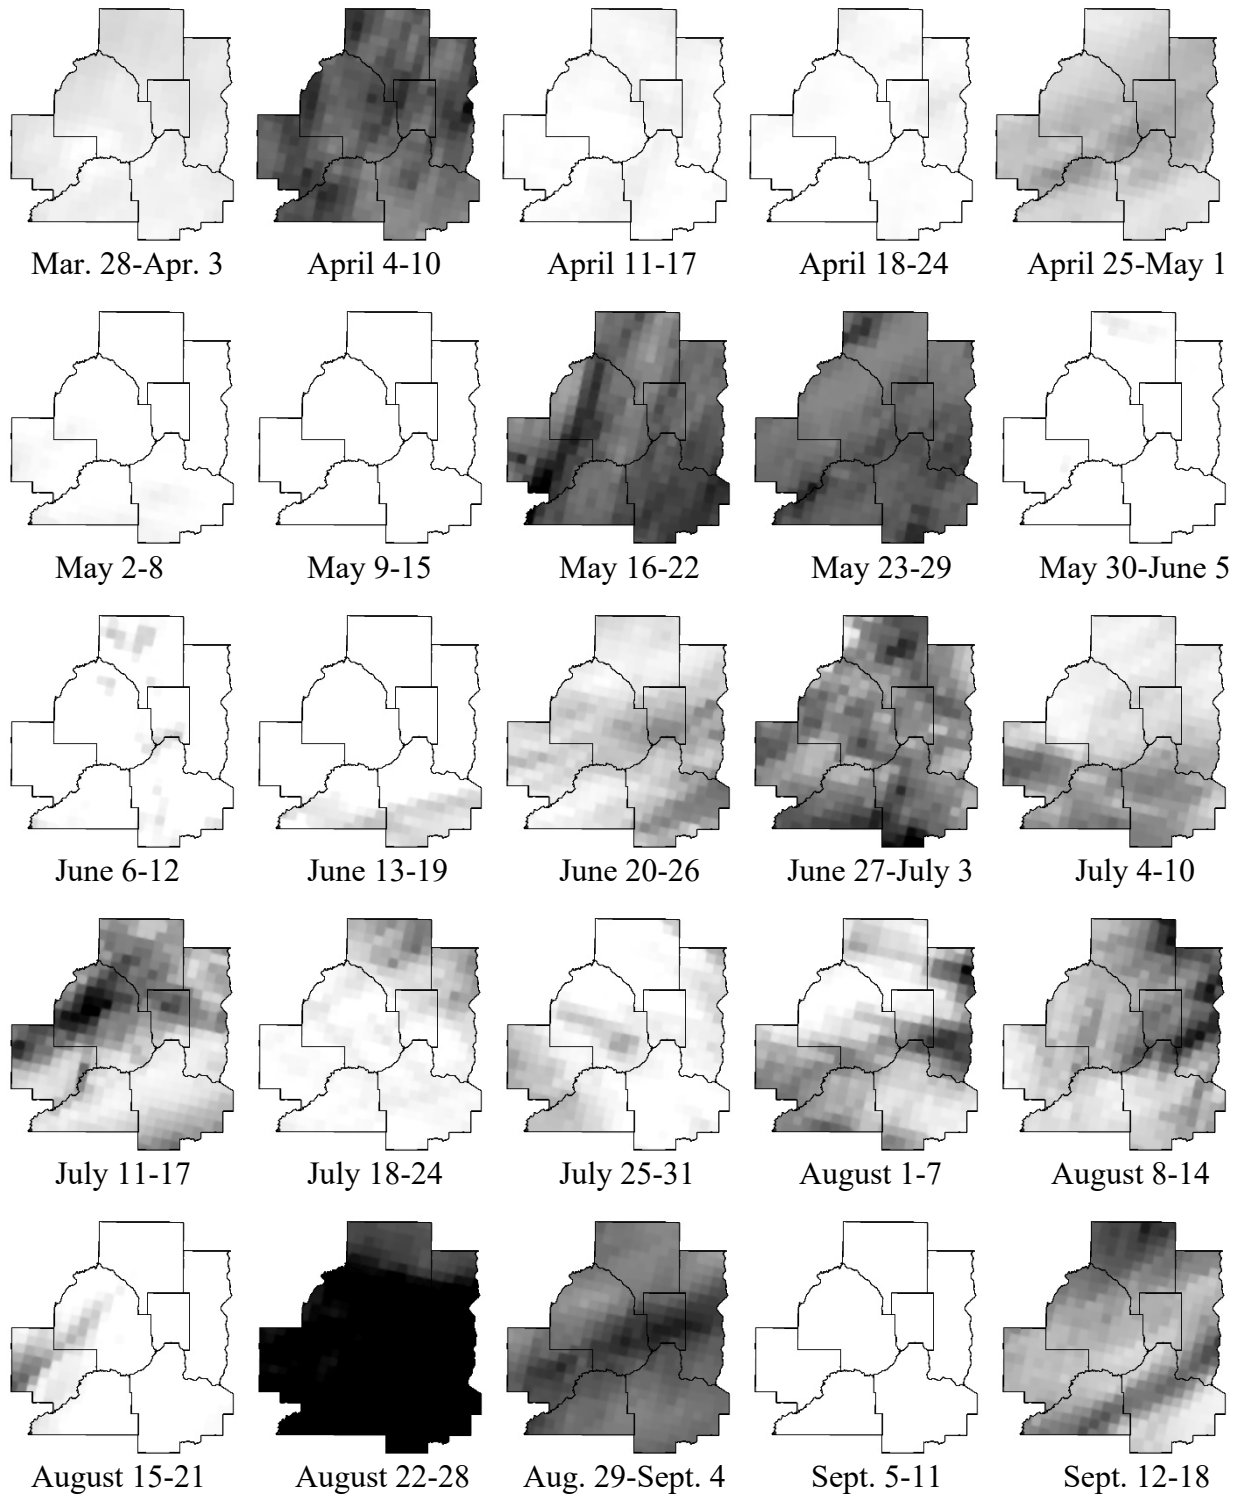 Mar. 28-Apr. 3 April 4-10 April 11-17 April 18-24 April 25-May 1
May 2-8 May 9-15 May 16-22 May 23-29 May 30-June 5
June 6-12 June 13-19 June 20-26 June 27-July 3 July 4-10
July 11-17 July 18-24 July 25-31 August 1-7 August 8-14
August 15-21 August 22-28 Aug. 29-Sept. 4 Sept. 5-11 Sept. 12-18